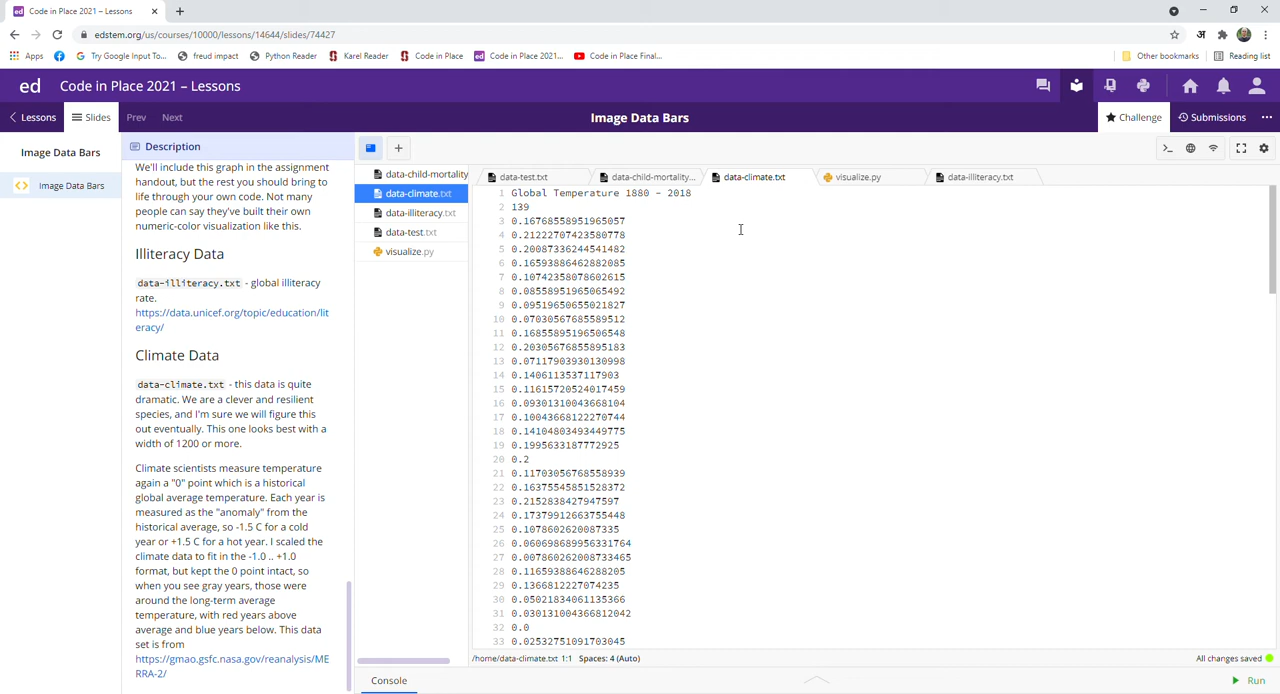 ed Code in Place 2021 – Lessons
edstem.org/us/courses/10000/lessons/14644/slides/74427
Apps
Try Google Input To...
freud impact
Python Reader
Karel Reader
Code in Place
Code in Place 2021...
Code in Place Final...
Other bookmarks
Reading list
ed Code in Place 2021 – Lessons
Lessons
Slides
Prev
Next
Image Data Bars
Challenge
Submissions
Image Data Bars
Image Data Bars
Description
We'll include this graph in the assignment
handout, but the rest you should bring to
life through your own code. Not many
people can say they've built their own
numeric-color visualization like this.
Illiteracy Data
data-illiteracy.txt - global illiteracy
rate.
https://data.unicef.org/topic/education/lit
eracy/
Climate Data
data-climate.txt - this data is quite
dramatic. We are a clever and resilient
species, and I'm sure we will figure this
out eventually. This one looks best with a
width of 1200 or more.
Climate scientists measure temperature
again a "0" point which is a historical
global average temperature. Each year is
measured as the "anomaly" from the
historical average, so -1.5 C for a cold
year or +1.5 C for a hot year. I scaled the
climate data to fit in the -1.0 .. +1.0
format, but kept the 0 point intact, so
when you see gray years, those were
around the long-term average
temperature, with red years above
average and blue years below. This data
set is from
https://gmao.gsfc.nasa.gov/reanalysis/ME
RRA-2/
data-child-mortality
data-climate.txt
data-illiteracy.txt
data-test.txt
visualize.py
data-test.txt
data-child-mortality...
data-climate.txt
visualize.py
data-illiteracy.txt
1 Global Temperature 1880 - 2018
2 139
3 0.16768558951965057
4 0.21222707423580778
5 0.20087336244541482
6 0.16593886462882085
7 0.10742358078602615
8 0.08558951965065492
9 0.09519650655021827
10 0.07030567685589512
11 0.16855895196506548
12 0.20305676855895183
13 0.07117903930130998
14 0.1406113537117903
15 0.11615720524017459
16 0.09301310043668104
17 0.10043668122270744
18 0.14104803493449775
19 0.1995633187772925
20 0.2
21 0.11703056768558939
22 0.16375545851528372
23 0.2152838427947597
24 0.17379912663755448
25 0.1078602620087335
26 0.060698689956331764
27 0.007860262008733465
28 0.11659388646288205
29 0.1366812227074235
30 0.05021834061135366
31 0.030131004366812042
32 0.0
33 0.02532751091703045
/home/data-climate.txt 1:1 Spaces: 4 (Auto)
All changes saved
Console
Run